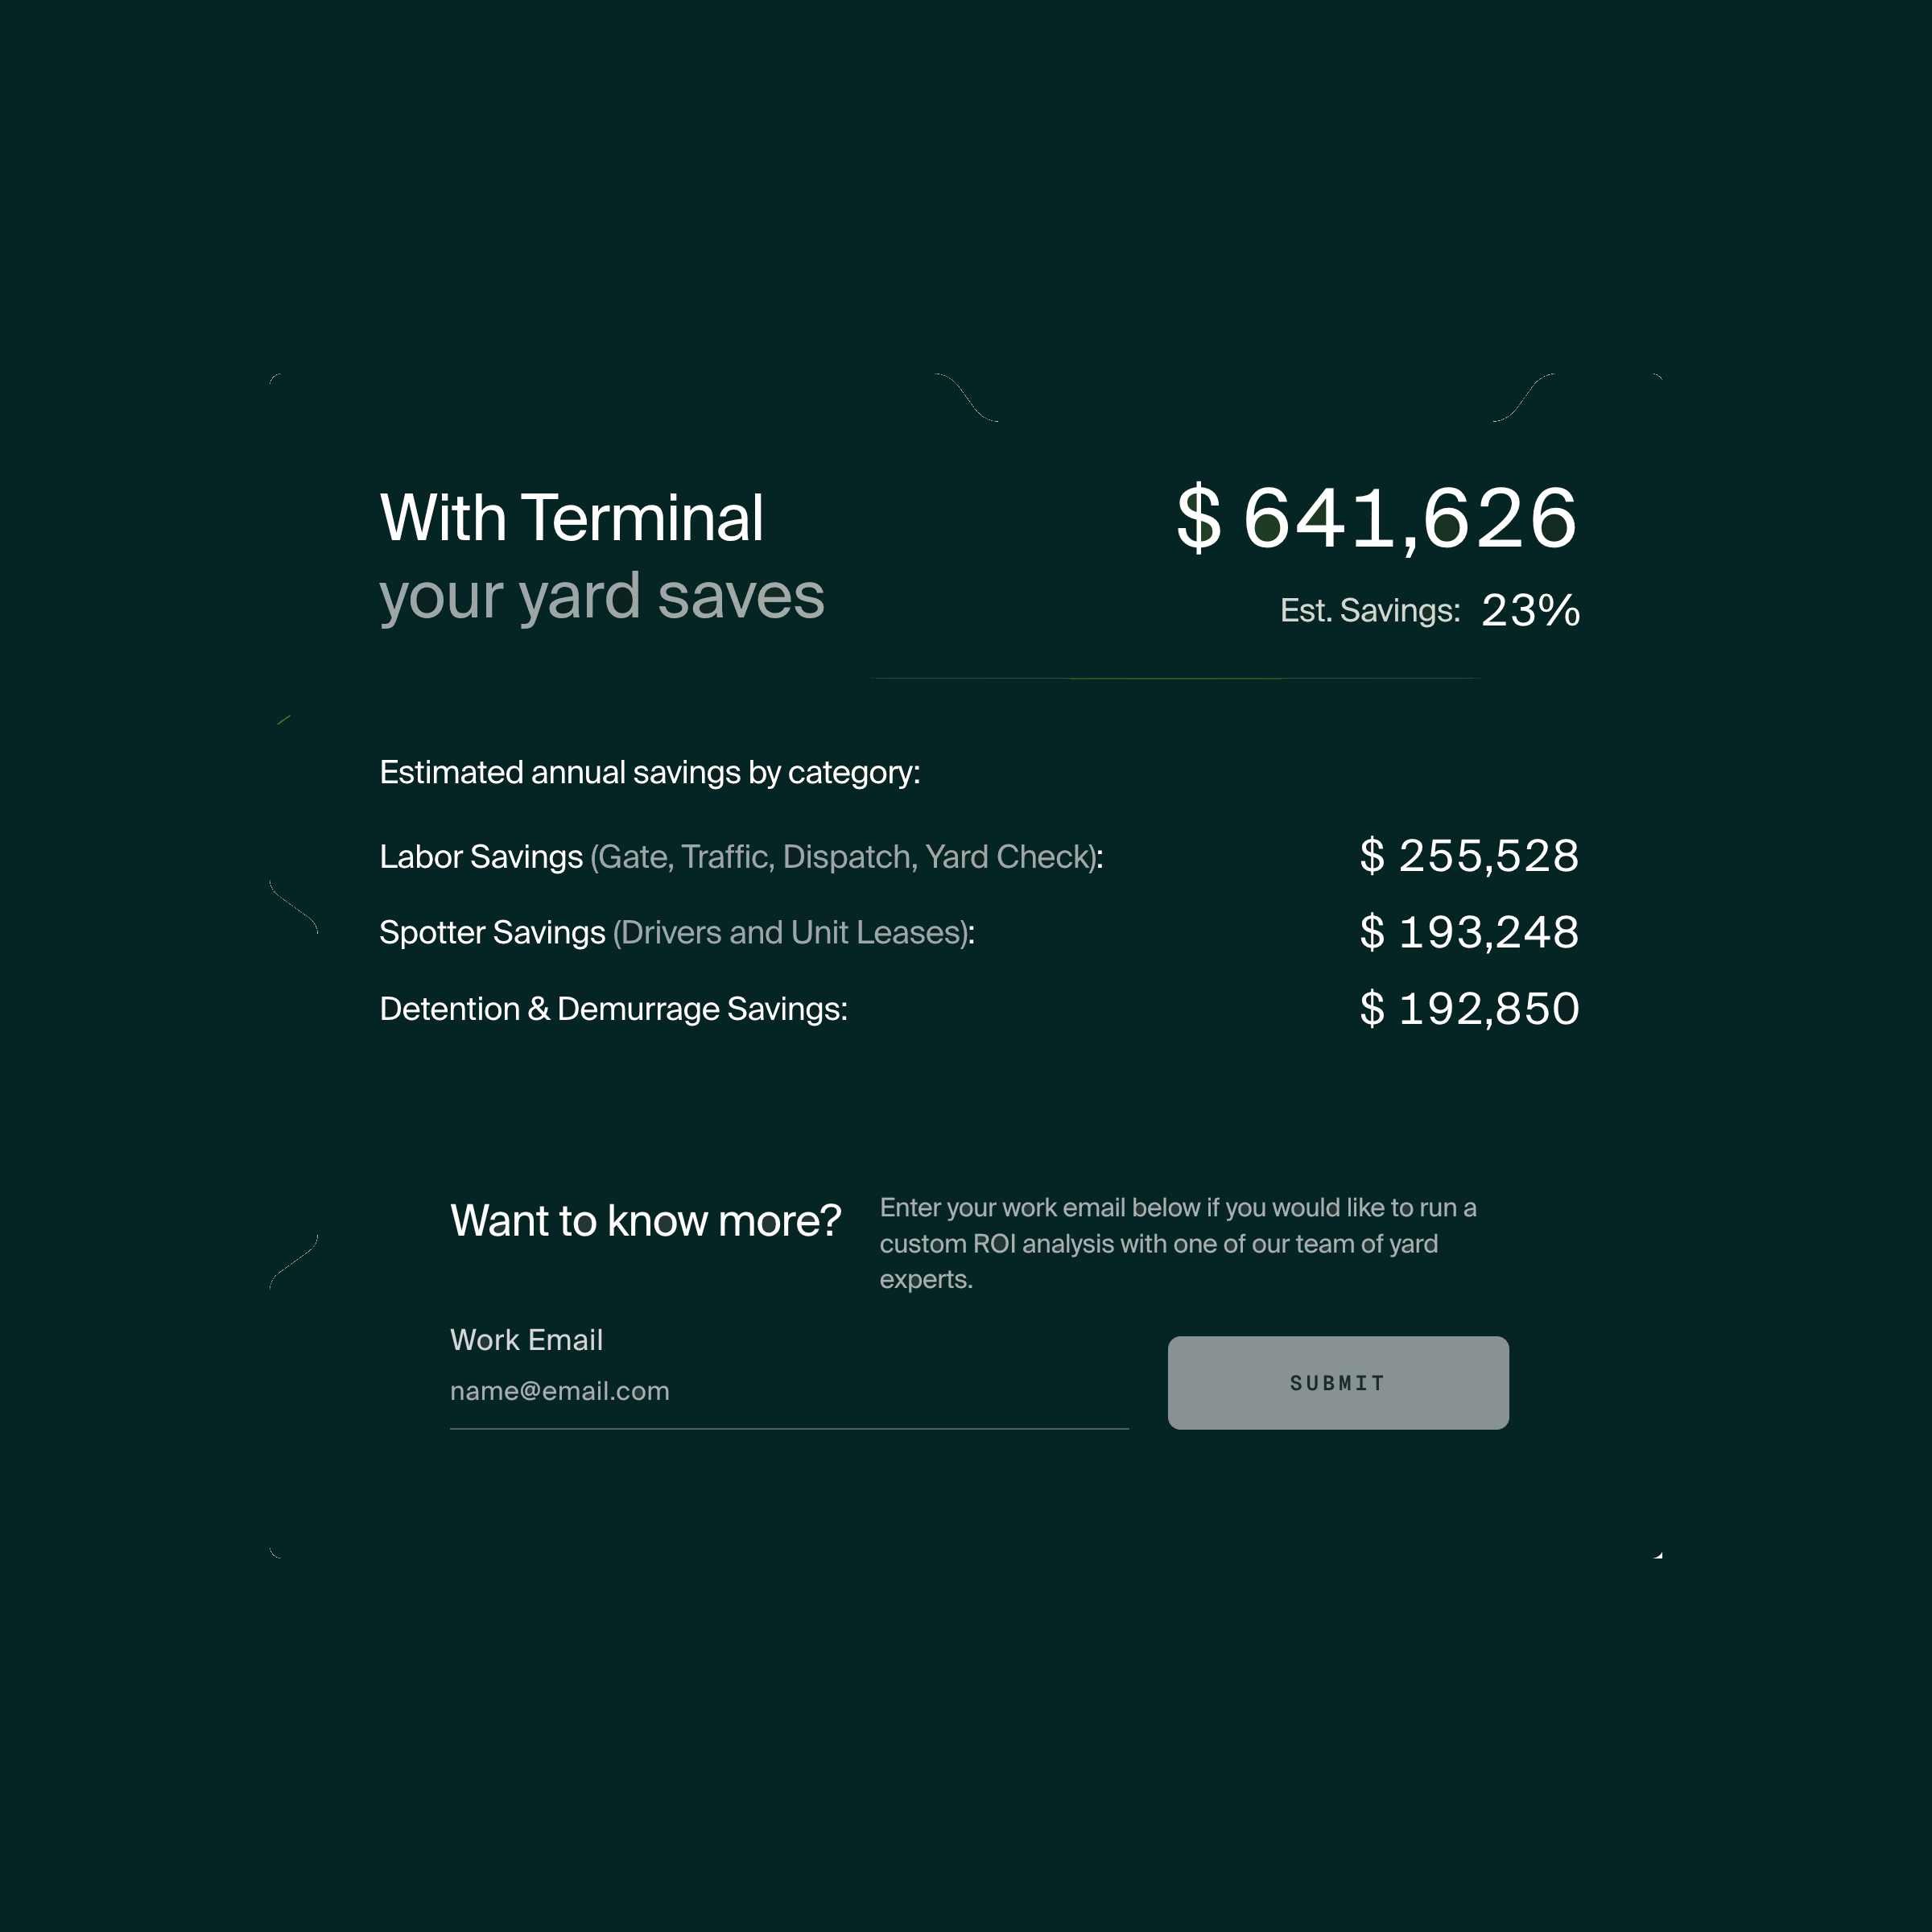 With Terminal
your yard saves
$ 641,626
Est. Savings: 23%
Estimated annual savings by category:
Labor Savings (Gate, Traffic, Dispatch, Yard Check): $ 255,528
Spotter Savings (Drivers and Unit Leases): $ 193,248
Detention & Demurrage Savings: $ 192,850
Want to know more?
Enter your work email below if you would like to run a
custom ROI analysis with one of our team of yard
experts.
Work Email
name@email.com
SUBMIT